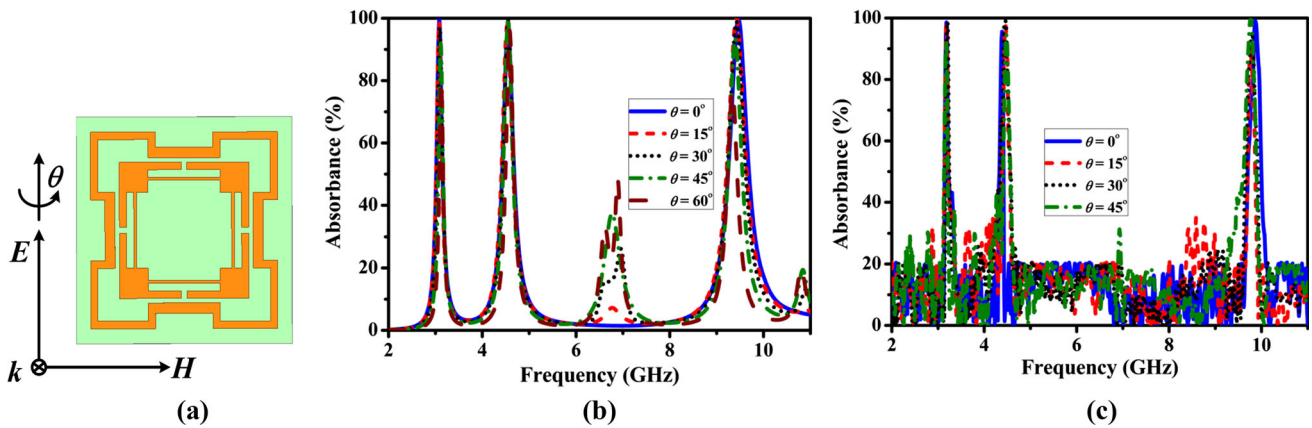 θ
E
k
H
(a)
Absorbance (%)
100
80
60
40
20
0
θ = 0°
θ = 15°
θ = 30°
θ = 45°
θ = 60°
2 4 6 8 10
Frequency (GHz)
(b)
Absorbance (%)
100
80
60
40
20
0
θ = 0°
θ = 15°
θ = 30°
θ = 45°
2 4 6 8 10
Frequency (GHz)
(c)